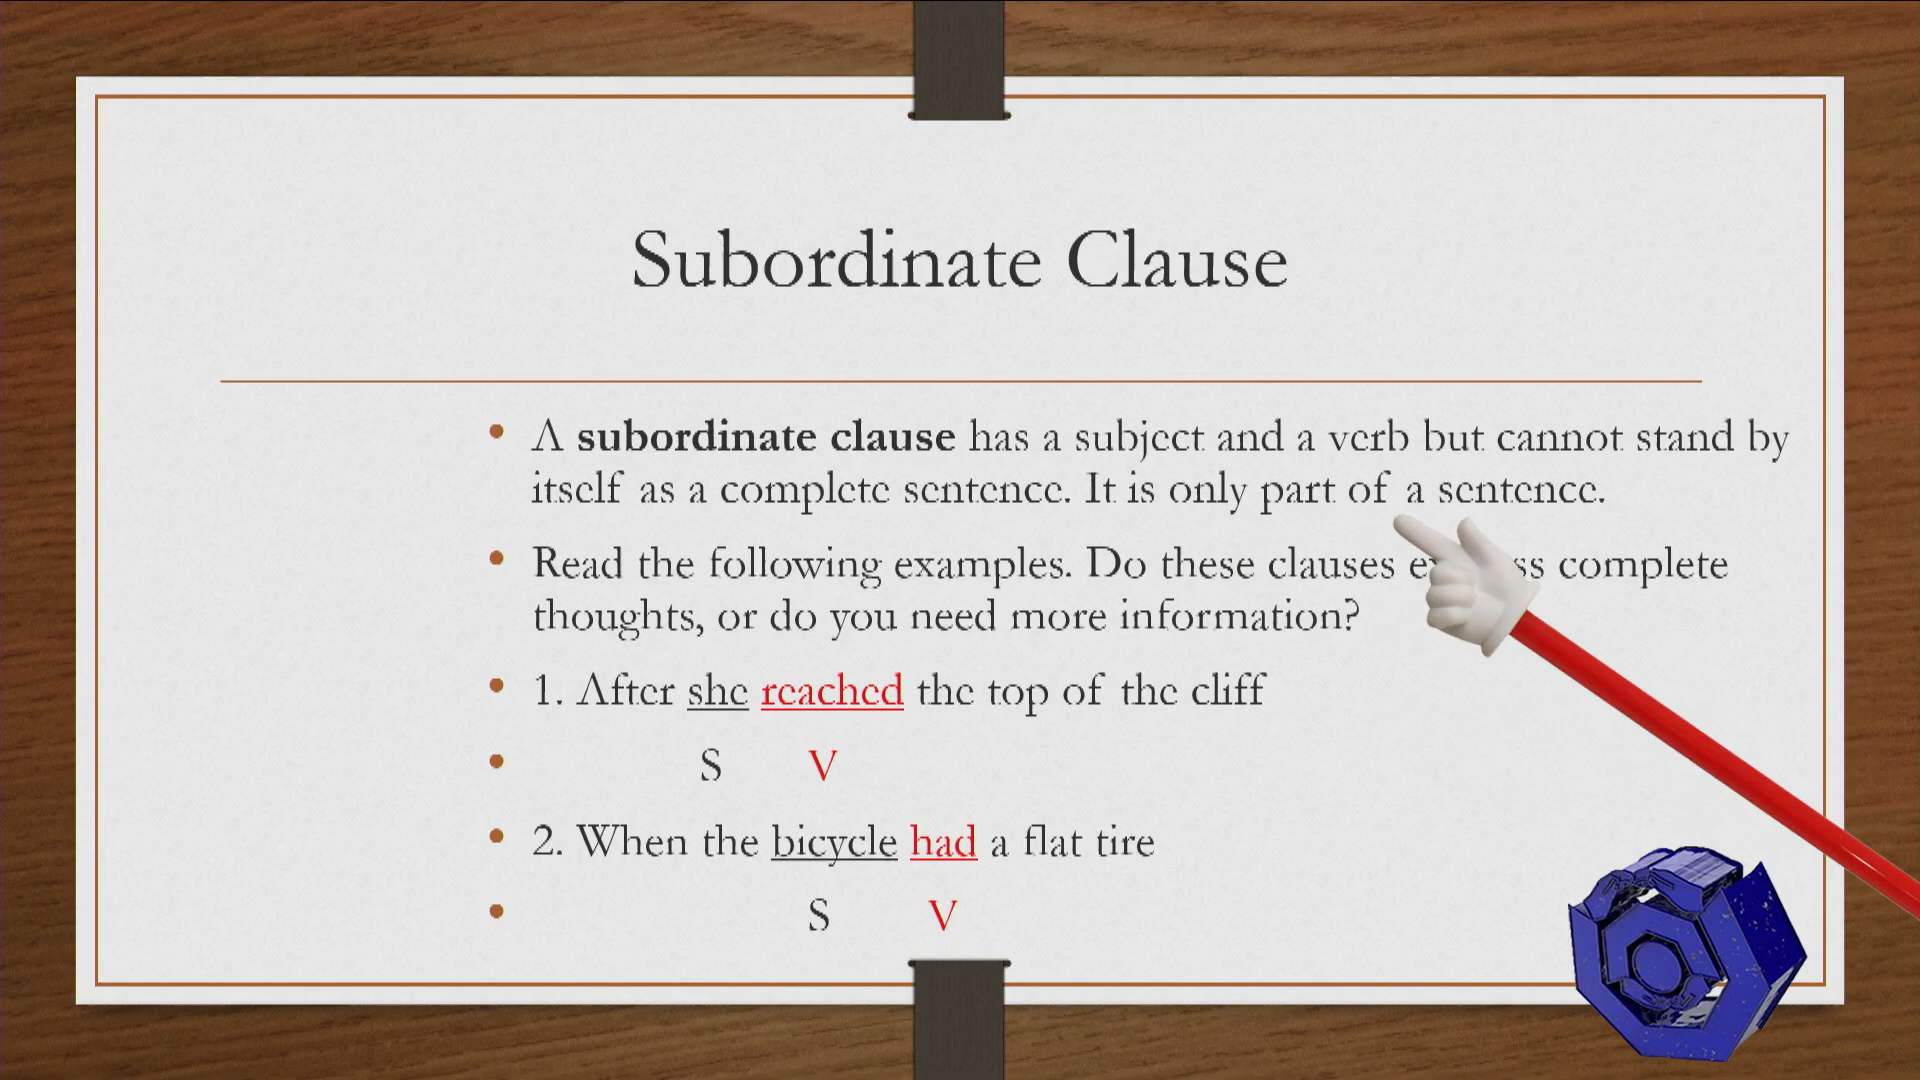 Subordinate Clause
• A subordinate clause has a subject and a verb but cannot stand by
itself as a complete sentence. It is only part of a sentence.
• Read the following examples. Do these clauses complete
thoughts, or do you need more information?
• 1. After she reached the top of the cliff
• S V
• 2. When the bicycle had a flat tire
• S V